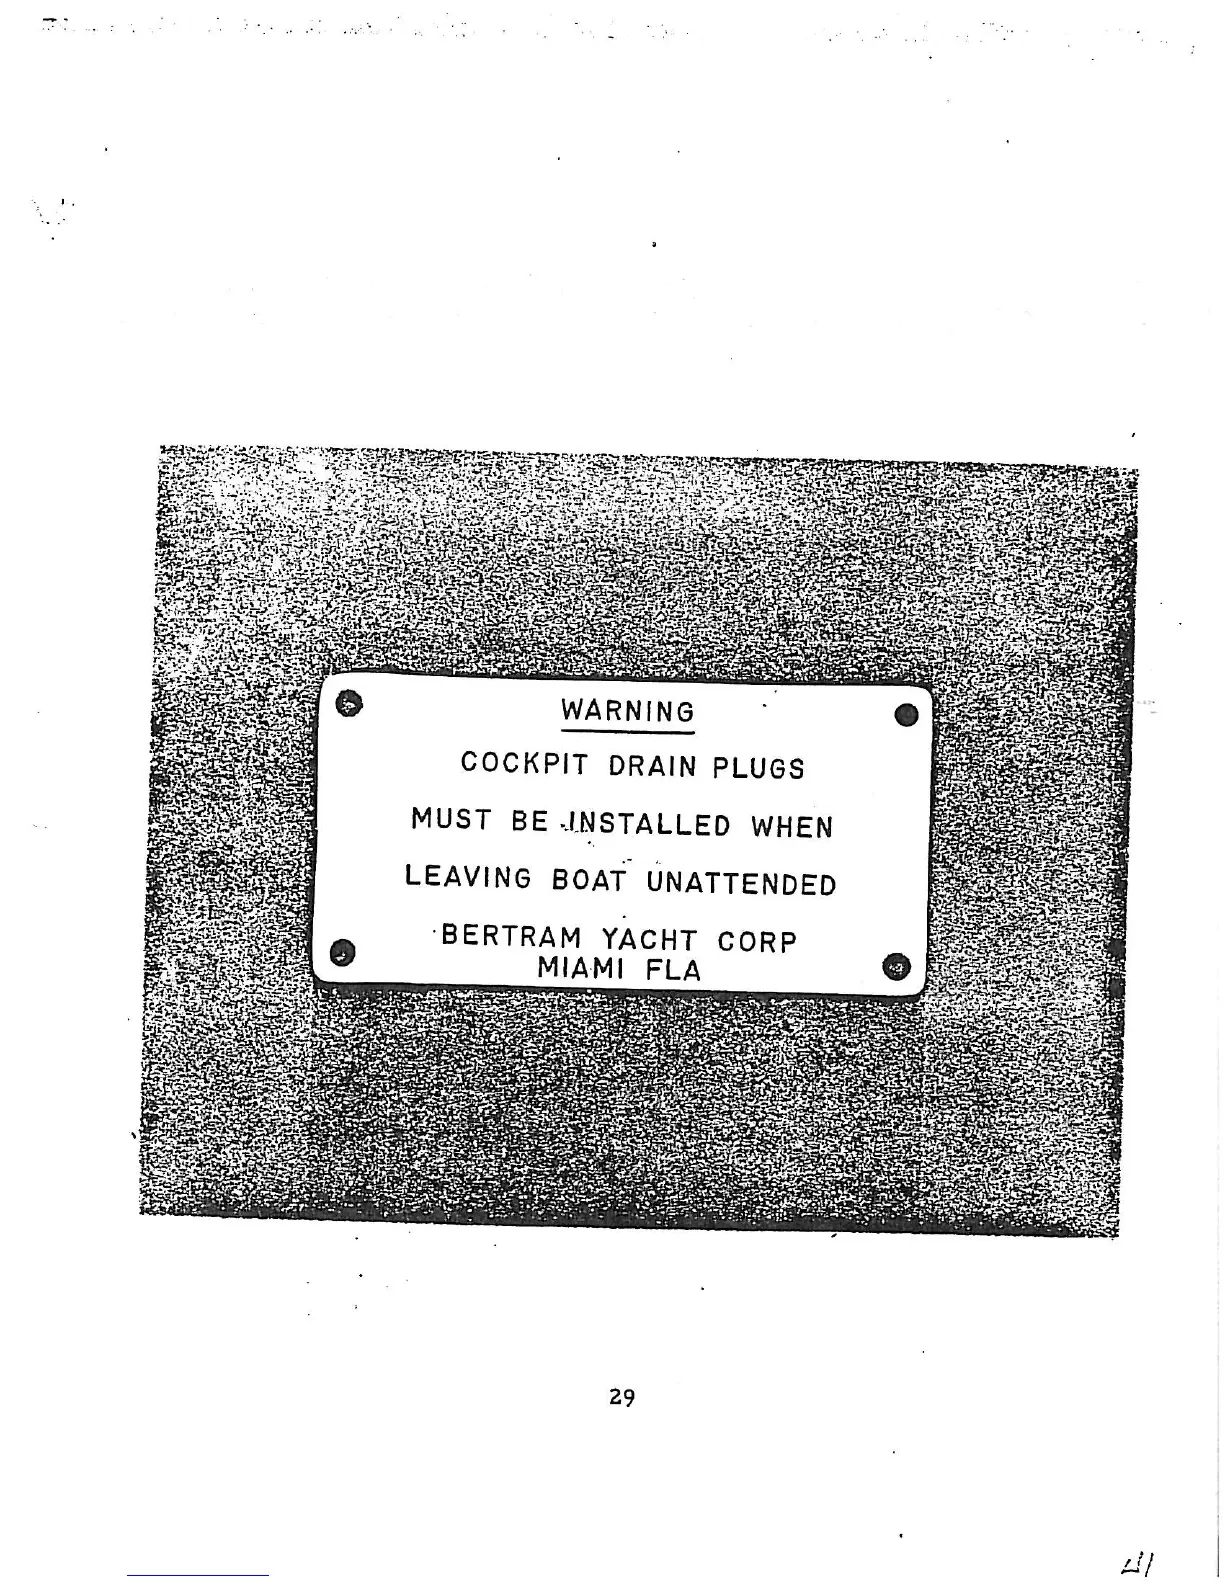 WARNING
COCKPIT DRAIN PLUGS
MUST BE INSTALLED WHEN
LEAVING BOAT UNATTENDED
BERTRAM YACHT CORP
MIAMI FLA
29